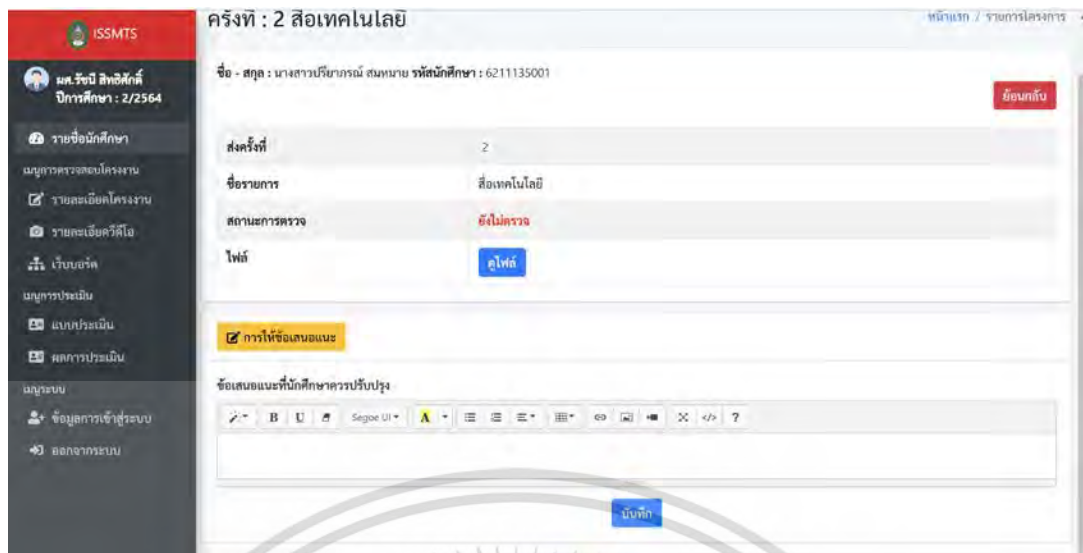 ISSMTS
ผศ.รัชนี สิทธิศักดิ์
ปีการศึกษา : 2/2564
รายชื่อนักศึกษา
เมนูการตรวจสอบโครงงาน
รายละเอียดโครงงาน
รายละเอียดวีดีโอ
เว็บบอร์ด
เมนูการประเมิน
แบบประเมิน
ผลการประเมิน
เมนูระบบ
ข้อมูลการเข้าสู่ระบบ
ออกจากระบบ
ครั้งที่ : 2 สื่อเทคโนโลยี
หน้าแรก / รายการโครงการ
ชื่อ - สกุล : นางสาวปรียาภรณ์ สมหมาย รหัสนักศึกษา : 6211135001
ย้อนกลับ
ส่งครั้งที่ 2
ชื่อรายการ สื่อเทคโนโลยี
สถานะการตรวจ ยังไม่ตรวจ
ไฟล์ ดูไฟล์
การให้ข้อเสนอแนะ
ข้อเสนอแนะที่นักศึกษาควรปรับปรุง
B U Segoe UI A </> ?
บันทึก